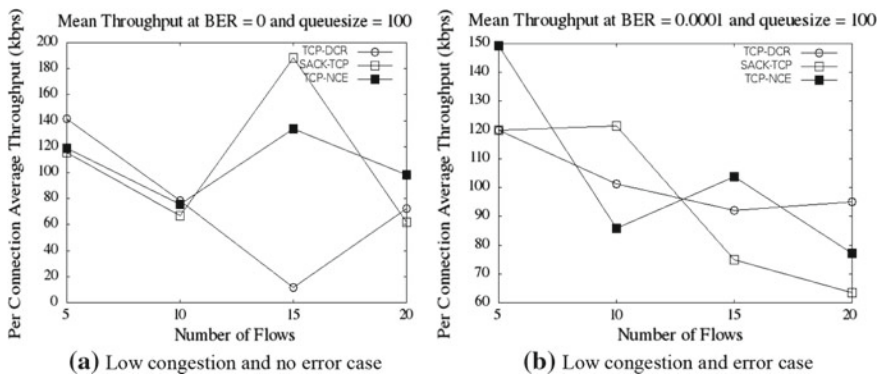 Mean Throughput at BER = 0 and queuesize = 100
Per Connection Average Throughput (kbps)
200
180
160
140
120
100
80
60
40
20
0
TCP-DCR
SACK-TCP
TCP-NCE
5
10
15
20
Number of Flows
(a) Low congestion and no error case
Mean Throughput at BER = 0.0001 and queuesize = 100
Per Connection Average Throughput (kbps)
150
140
130
120
110
100
90
80
70
60
TCP-DCR
SACK-TCP
TCP-NCE
5
10
15
20
Number of Flows
(b) Low congestion and error case